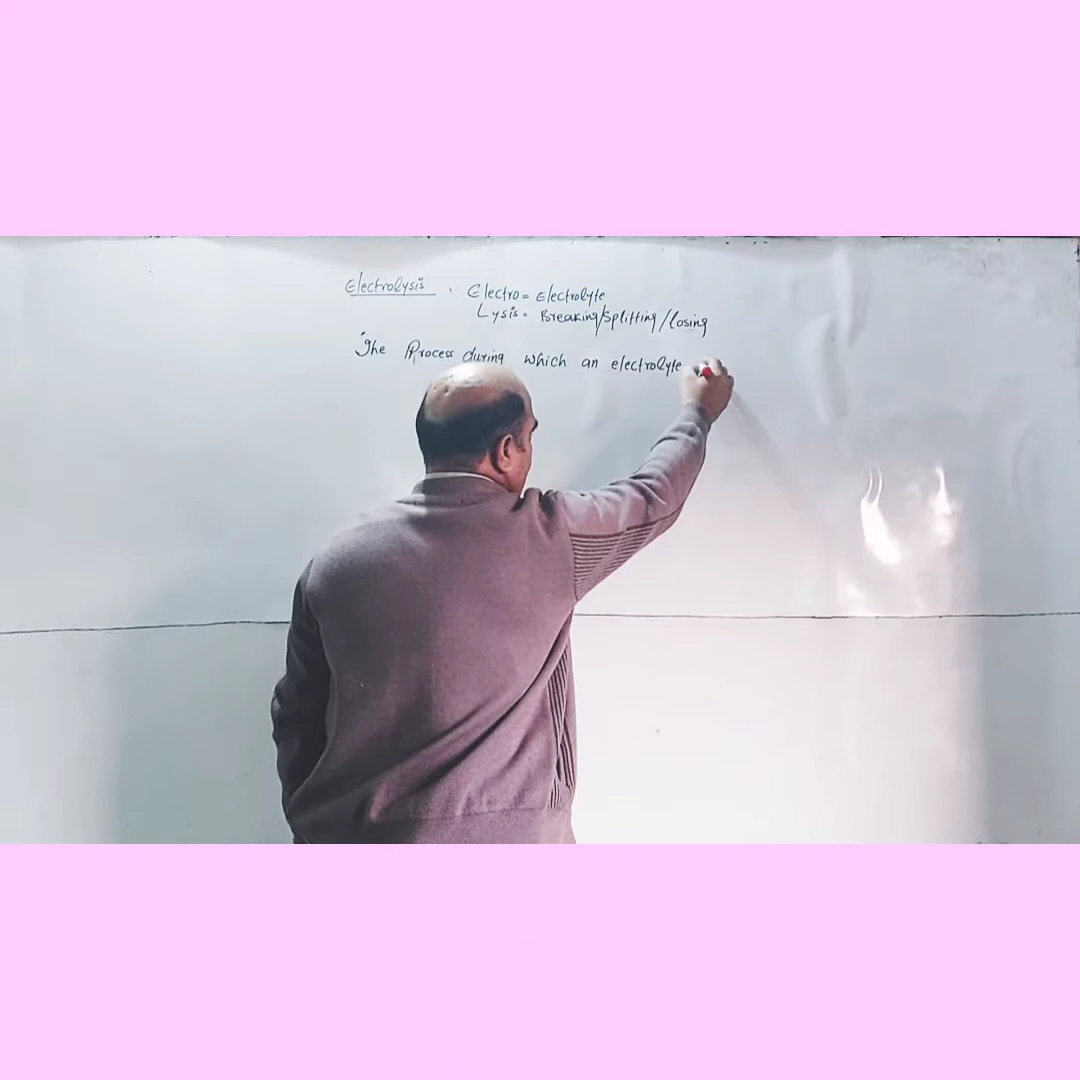 Electrolysis . Electro = Electrolyte
Lysis = Breaking/Splitting/losing
"The Process during which an electrolyte